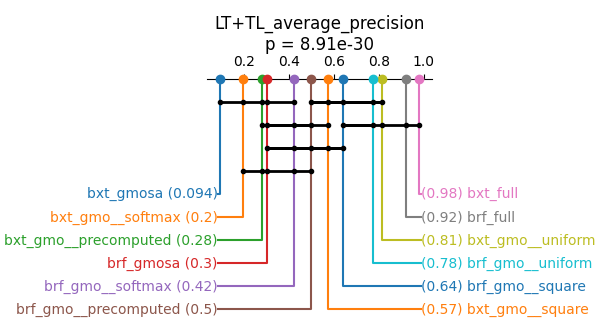 LT+TL_average_precision
p = 8.91e-30
0.2 0.4 0.6 0.8 1.0
bxt_gmosa (0.094)
(0.98) bxt_full
bxt_gmo__softmax (0.2)
(0.92) brf_full
bxt_gmo__precomputed (0.28)
(0.81) bxt_gmo__uniform
brf_gmosa (0.3)
(0.78) brf_gmo__uniform
brf_gmo__softmax (0.42)
(0.64) brf_gmo__square
brf_gmo__precomputed (0.5)
(0.57) bxt_gmo__square